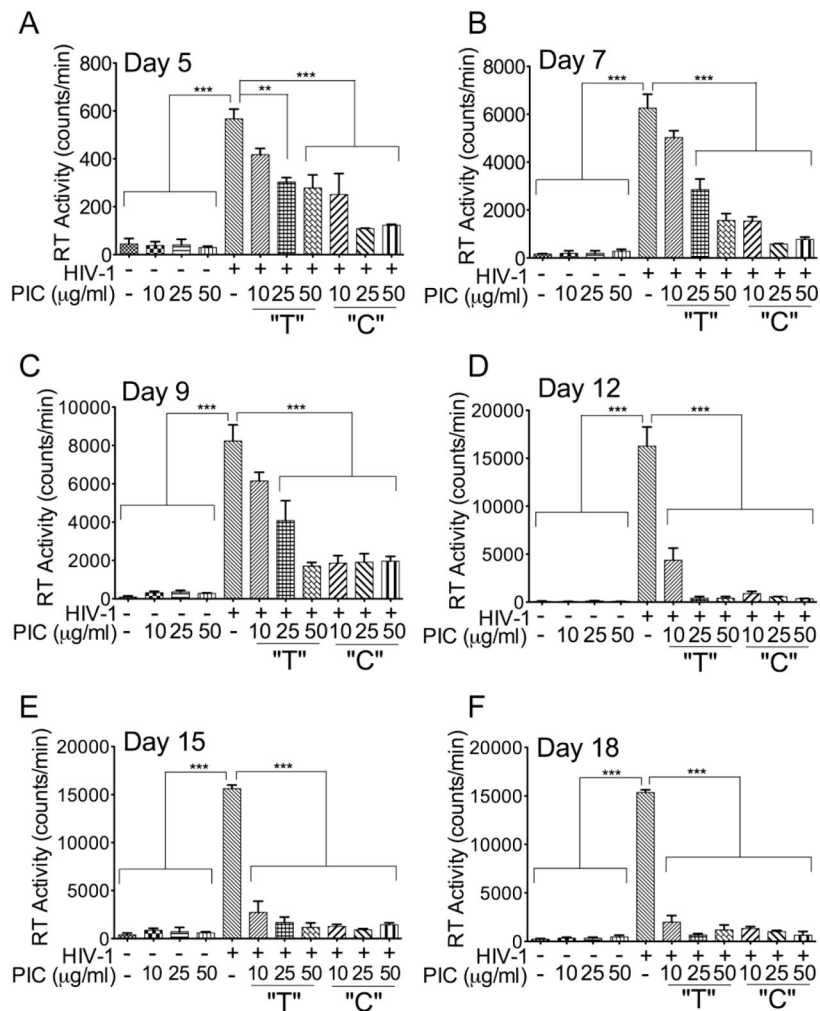 A
Day 5
RT Activity (counts/min)
800
600
400
200
0
***
**
***
HIV-1 - - - - + + + + + + +
PIC (μg/ml) - 10 25 50 - 10 25 50 10 25 50
"T" "C"
B
Day 7
RT Activity (counts/min)
8000
6000
4000
2000
0
***
***
HIV-1 - - - - + + + + + + +
PIC (μg/ml) - 10 25 50 - 10 25 50 10 25 50
"T" "C"
C
Day 9
RT Activity (counts/min)
10000
8000
6000
4000
2000
0
***
***
HIV-1 - - - - + + + + + + +
PIC (μg/ml) - 10 25 50 - 10 25 50 10 25 50
"T" "C"
D
Day 12
RT Activity (counts/min)
20000
15000
10000
5000
0
***
***
HIV-1 - - - - + + + + + + +
PIC (μg/ml) - 10 25 50 - 10 25 50 10 25 50
"T" "C"
E
Day 15
RT Activity (counts/min)
20000
15000
10000
5000
0
***
***
HIV-1 - - - - + + + + + + +
PIC (μg/ml) - 10 25 50 - 10 25 50 10 25 50
"T" "C"
F
Day 18
RT Activity (counts/min)
20000
15000
10000
5000
0
***
***
HIV-1 - - - - + + + + + + +
PIC (μg/ml) - 10 25 50 - 10 25 50 10 25 50
"T" "C"